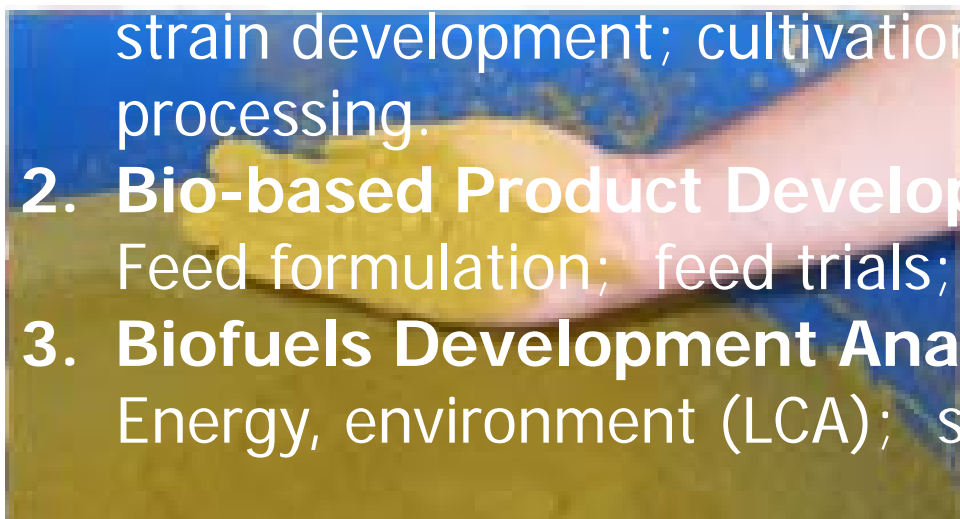 strain development; cultivation
processing.
2. Bio-based Product Develop
Feed formulation; feed trials;
3. Biofuels Development Ana
Energy, environment (LCA); s